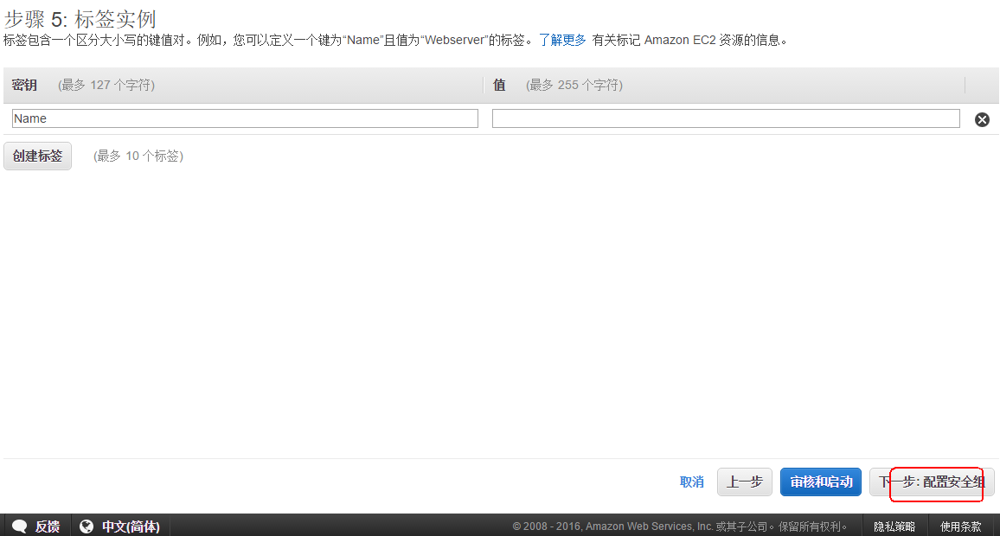 步骤 5: 标签实例
标签包含一个区分大小写的键值对。例如，您可以定义一个键为“Name”且值为“Webserver”的标签。 了解更多 有关标记 Amazon EC2 资源的信息。
密钥 (最多 127 个字符) 值 (最多 255 个字符)
Name
创建标签 (最多 10 个标签)
取消 上一步 审核和启动 下一步: 配置安全组
反馈 中文(简体) © 2008 - 2016, Amazon Web Services, Inc. 或其子公司。保留所有权利。 隐私策略 使用条款